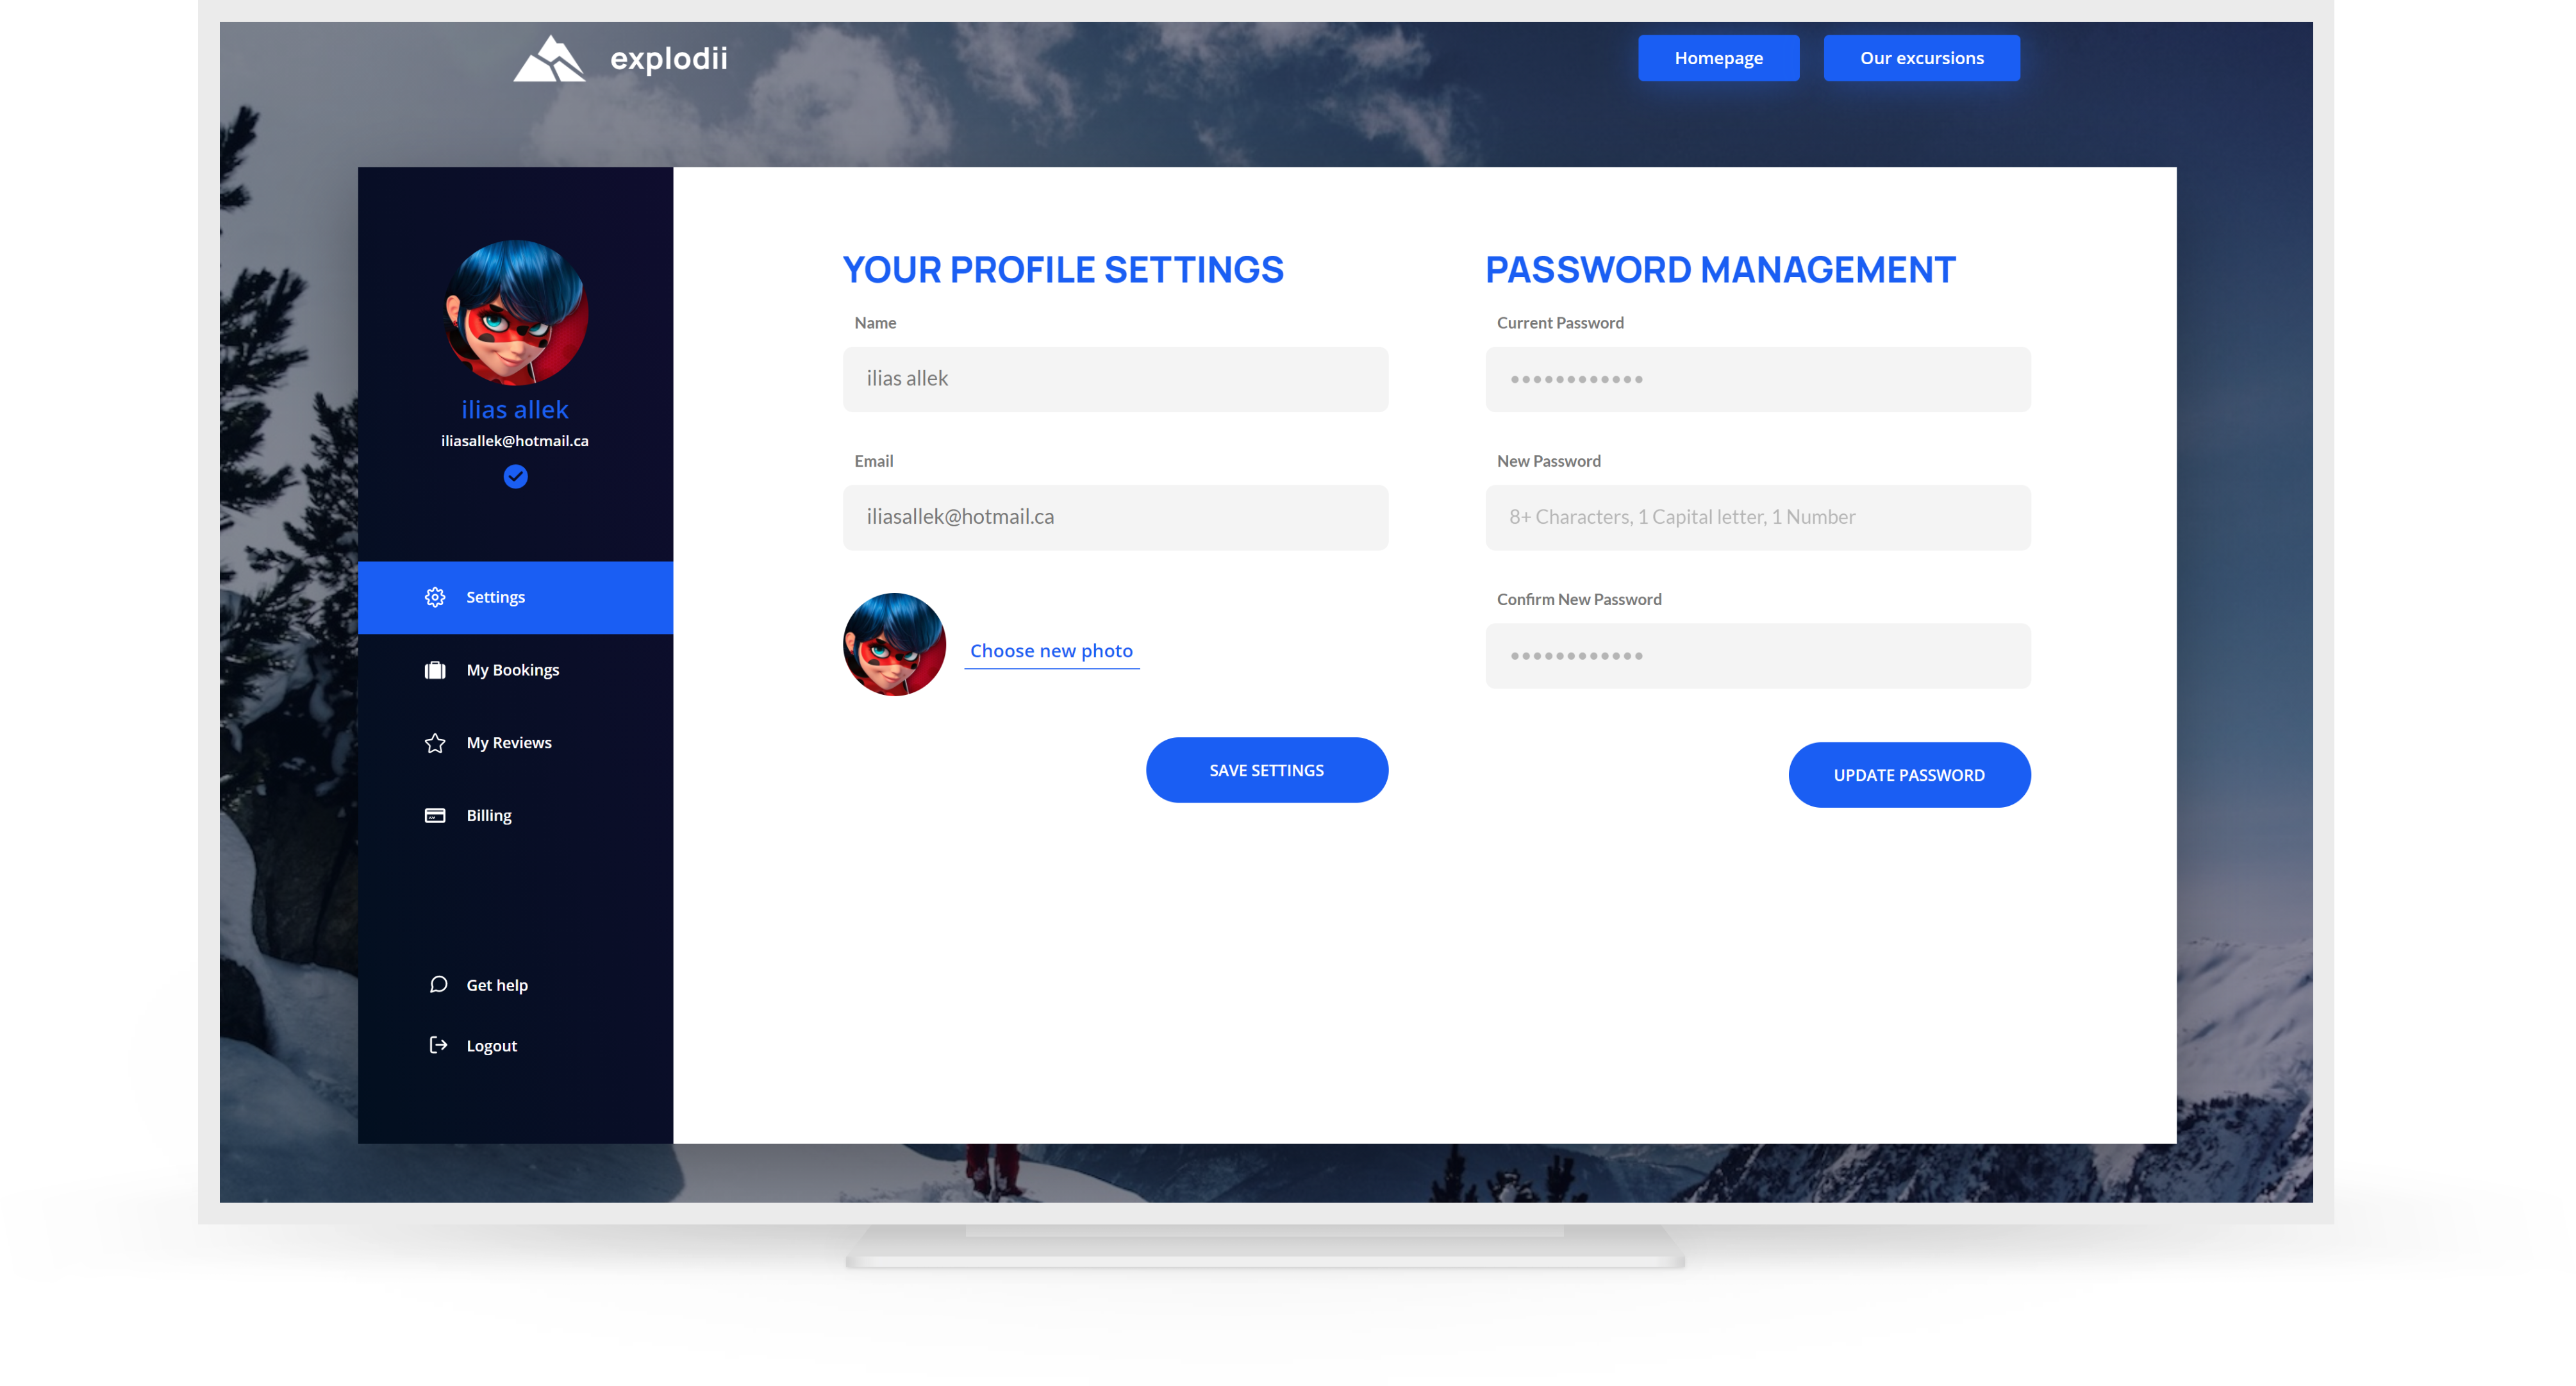 explodii
Homepage
Our excursions
ilias allek
iliasallek@hotmail.ca
Settings
My Bookings
My Reviews
Billing
Get help
Logout
YOUR PROFILE SETTINGS
Name
ilias allek
Email
iliasallek@hotmail.ca
Choose new photo
SAVE SETTINGS
PASSWORD MANAGEMENT
Current Password
••••••••••••
New Password
8+ Characters, 1 Capital letter, 1 Number
Confirm New Password
••••••••••••
UPDATE PASSWORD